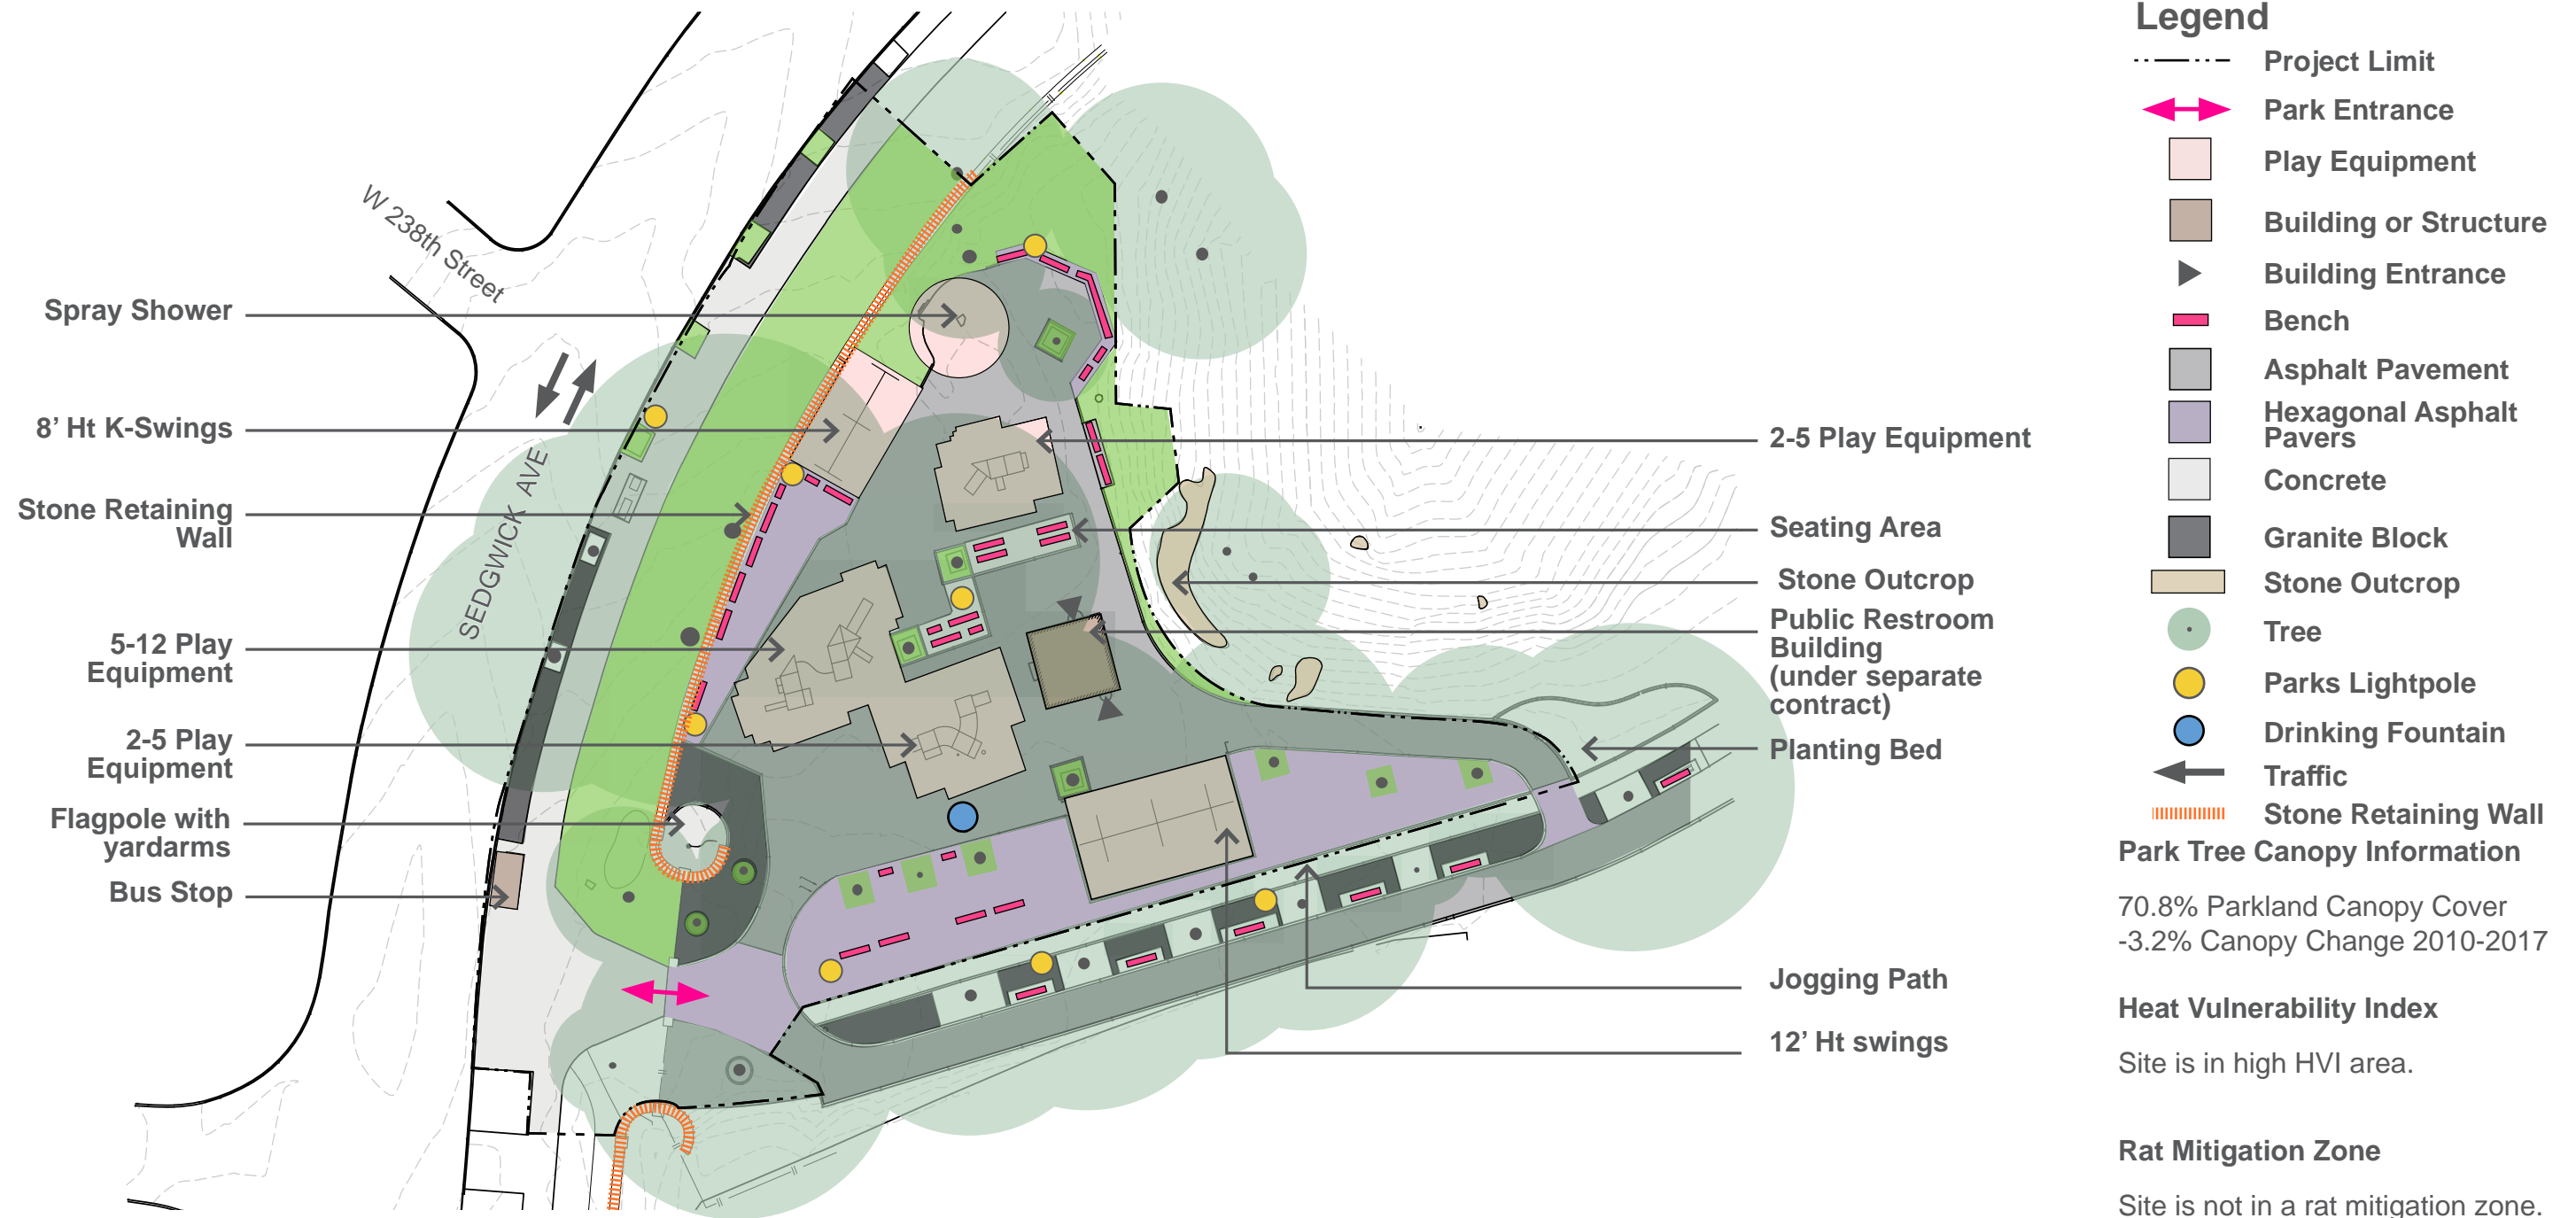 Legend
Project Limit
Park Entrance
Play Equipment
Building or Structure
Building Entrance
Bench
Asphalt Pavement
Hexagonal Asphalt
Pavers
Concrete
Granite Block
Stone Outcrop
Tree
Parks Lightpole
Drinking Fountain
Traffic
Stone Retaining Wall
Park Tree Canopy Information
70.8% Parkland Canopy Cover
-3.2% Canopy Change 2010-2017
Heat Vulnerability Index
Site is in high HVI area.
Rat Mitigation Zone
Site is not in a rat mitigation zone.
W 238th Street
SEDGWICK AVE
Spray Shower
8’ Ht K-Swings
Stone Retaining
Wall
5-12 Play
Equipment
2-5 Play
Equipment
Flagpole with
yardarms
Bus Stop
2-5 Play Equipment
Seating Area
Stone Outcrop
Public Restroom
Building
(under separate
contract)
Planting Bed
Jogging Path
12’ Ht swings